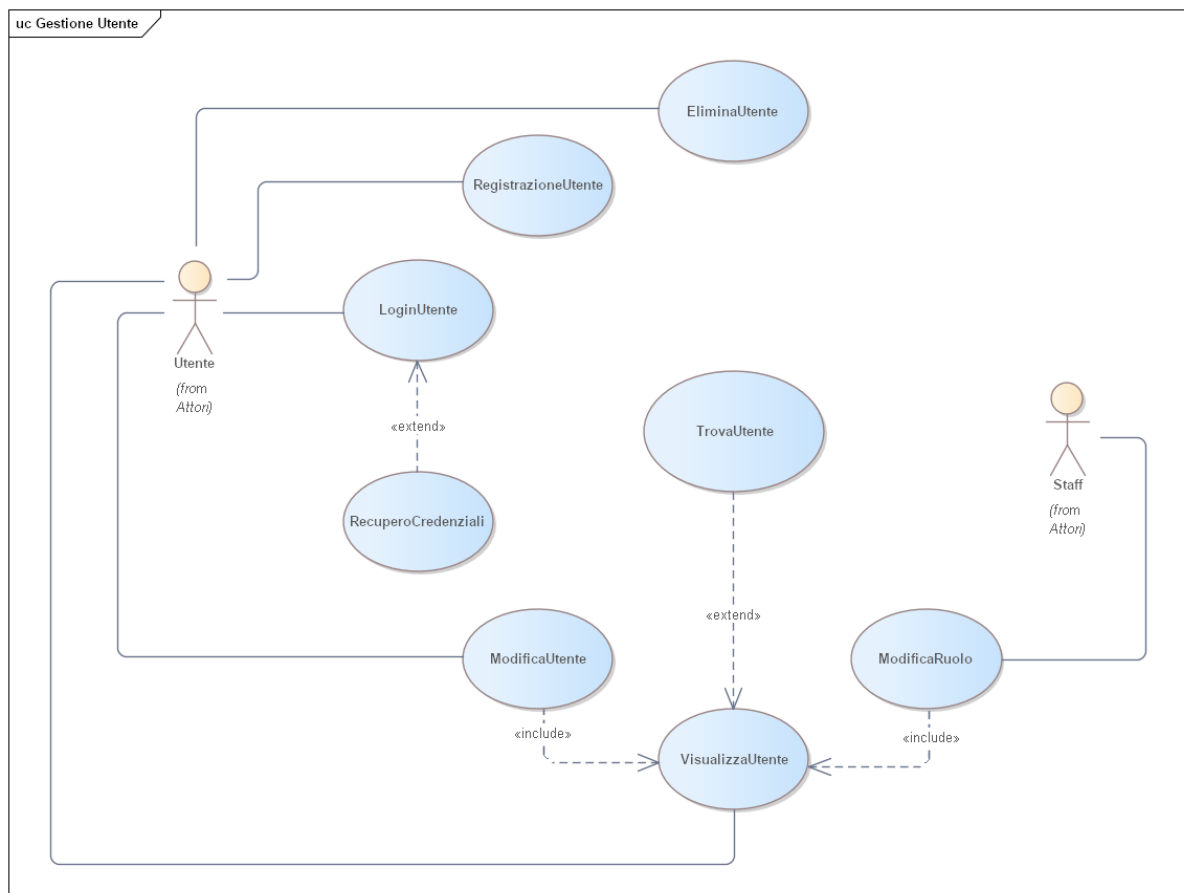 uc Gestione Utente
EliminaUtente
RegistrazioneUtente
LoginUtente
Utente
(from
Attori)
«extend»
TrovaUtente
Staff
(from
Attori)
RecuperoCredenziali
«extend»
ModificaUtente
ModificaRuolo
«include»
«include»
VisualizzaUtente